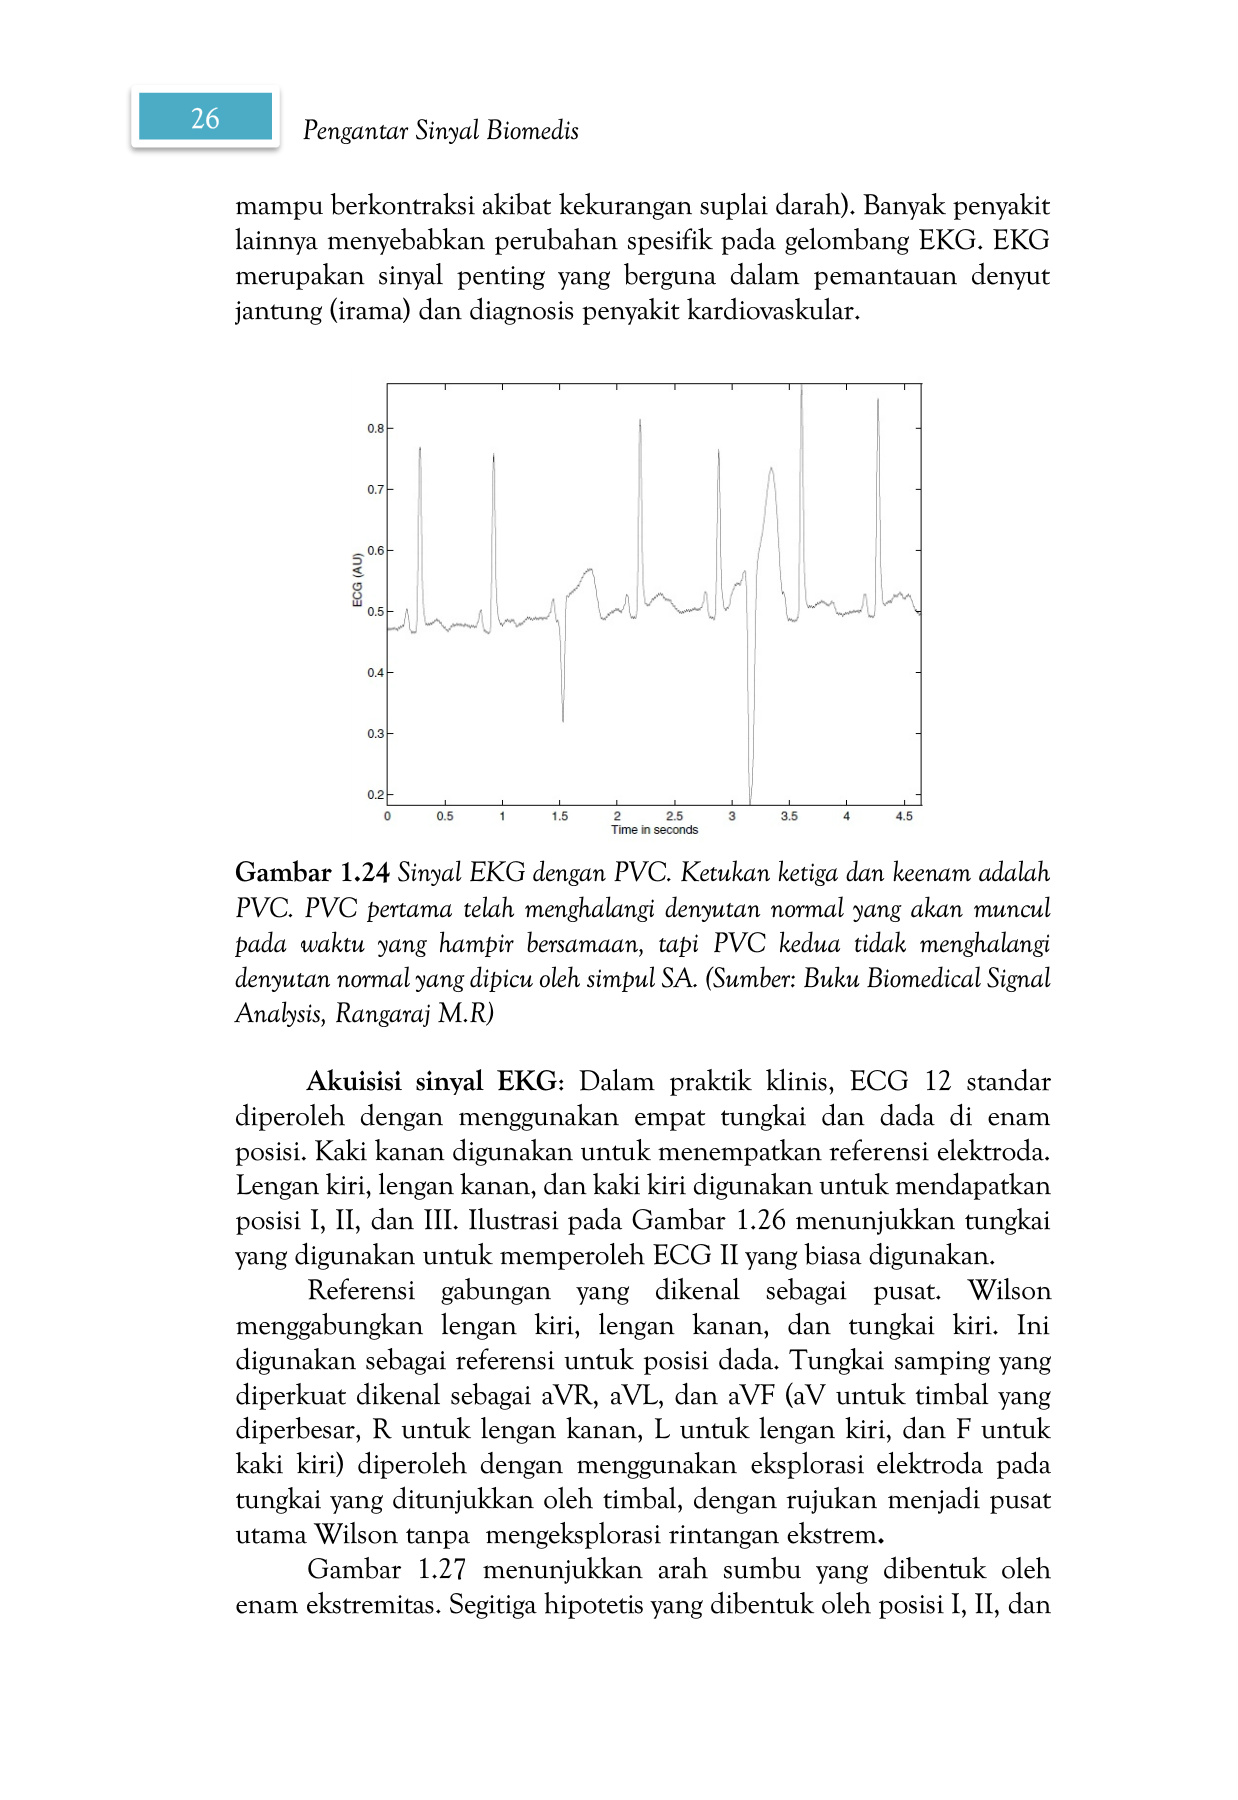 26
Pengantar Sinyal Biomedis
mampu berkontraksi akibat kekurangan suplai darah). Banyak penyakit
lainnya menyebabkan perubahan spesifik pada gelombang EKG. EKG
merupakan sinyal penting yang berguna dalam pemantauan denyut
jantung (irama) dan diagnosis penyakit kardiovaskular.
0.8
0.7
0.6
0.5
0.4
0.3
0.2
ECG (AU)
0 0.5 1 1.5 2 2.5 3 3.5 4 4.5
Time in seconds
Gambar 1.24 Sinyal EKG dengan PVC. Ketukan ketiga dan keenam adalah
PVC. PVC pertama telah menghalangi denyutan normal yang akan muncul
pada waktu yang hampir bersamaan, tapi PVC kedua tidak menghalangi
denyutan normal yang dipicu oleh simpul SA. (Sumber: Buku Biomedical Signal
Analysis, Rangaraj M.R)
Akuisisi sinyal EKG: Dalam praktik klinis, ECG 12 standar
diperoleh dengan menggunakan empat tungkai dan dada di enam
posisi. Kaki kanan digunakan untuk menempatkan referensi elektroda.
Lengan kiri, lengan kanan, dan kaki kiri digunakan untuk mendapatkan
posisi I, II, dan III. Ilustrasi pada Gambar 1.26 menunjukkan tungkai
yang digunakan untuk memperoleh ECG II yang biasa digunakan.
Referensi gabungan yang dikenal sebagai pusat. Wilson
menggabungkan lengan kiri, lengan kanan, dan tungkai kiri. Ini
digunakan sebagai referensi untuk posisi dada. Tungkai samping yang
diperkuat dikenal sebagai aVR, aVL, dan aVF (aV untuk timbal yang
diperbesar, R untuk lengan kanan, L untuk lengan kiri, dan F untuk
kaki kiri) diperoleh dengan menggunakan eksplorasi elektroda pada
tungkai yang ditunjukkan oleh timbal, dengan rujukan menjadi pusat
utama Wilson tanpa mengeksplorasi rintangan ekstrem.
Gambar 1.27 menunjukkan arah sumbu yang dibentuk oleh
enam ekstremitas. Segitiga hipotetis yang dibentuk oleh posisi I, II, dan